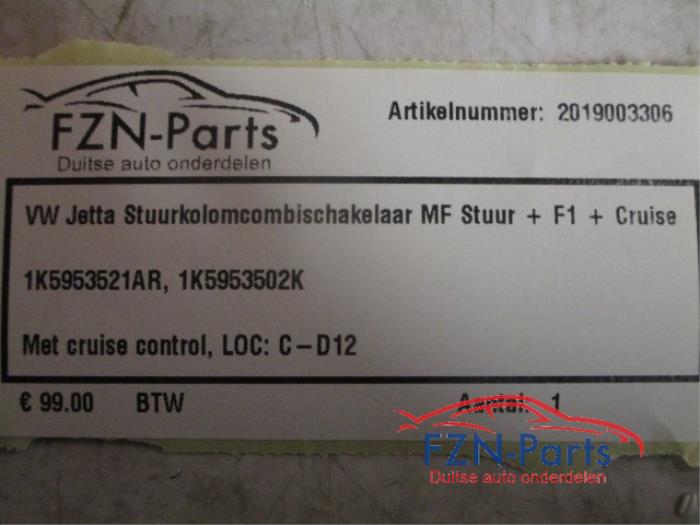 FZN-Parts
Duitse auto onderdelen
Artikelnummer: 2019003306
VW Jetta Stuurkolomcombischakelaar MF Stuur + F1 + Cruise
1K5953521AR, 1K5953502K
Met cruise control, LOC: C-D12
€ 99.00 BTW Aantal: 1
FZN-Parts
Duitse auto onderdelen